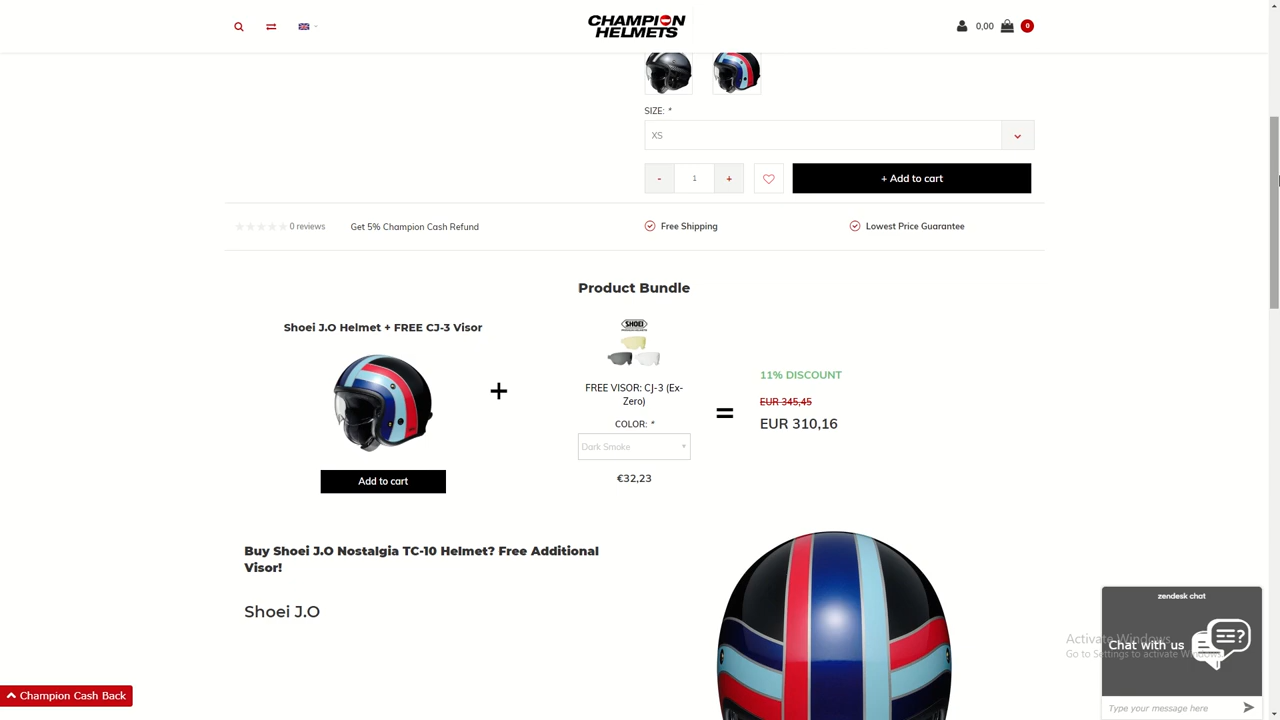 CHAMPION
HELMETS
0,00
0
SIZE: *
XS
-
1
+
+ Add to cart
0 reviews
Get 5% Champion Cash Refund
Free Shipping
Lowest Price Guarantee
Product Bundle
Shoei J.O Helmet + FREE CJ-3 Visor
SHOEI
+
FREE VISOR: CJ-3 (Ex-
Zero)
COLOR: *
Dark Smoke
€32,23
=
11% DISCOUNT
EUR 345,45
EUR 310,16
Add to cart
Buy Shoei J.O Nostalgia TC-10 Helmet? Free Additional
Visor!
Shoei J.O
zendesk chat
Chat with us
Activate Windows
Go to Settings to activate Windows.
Type your message here
Champion Cash Back